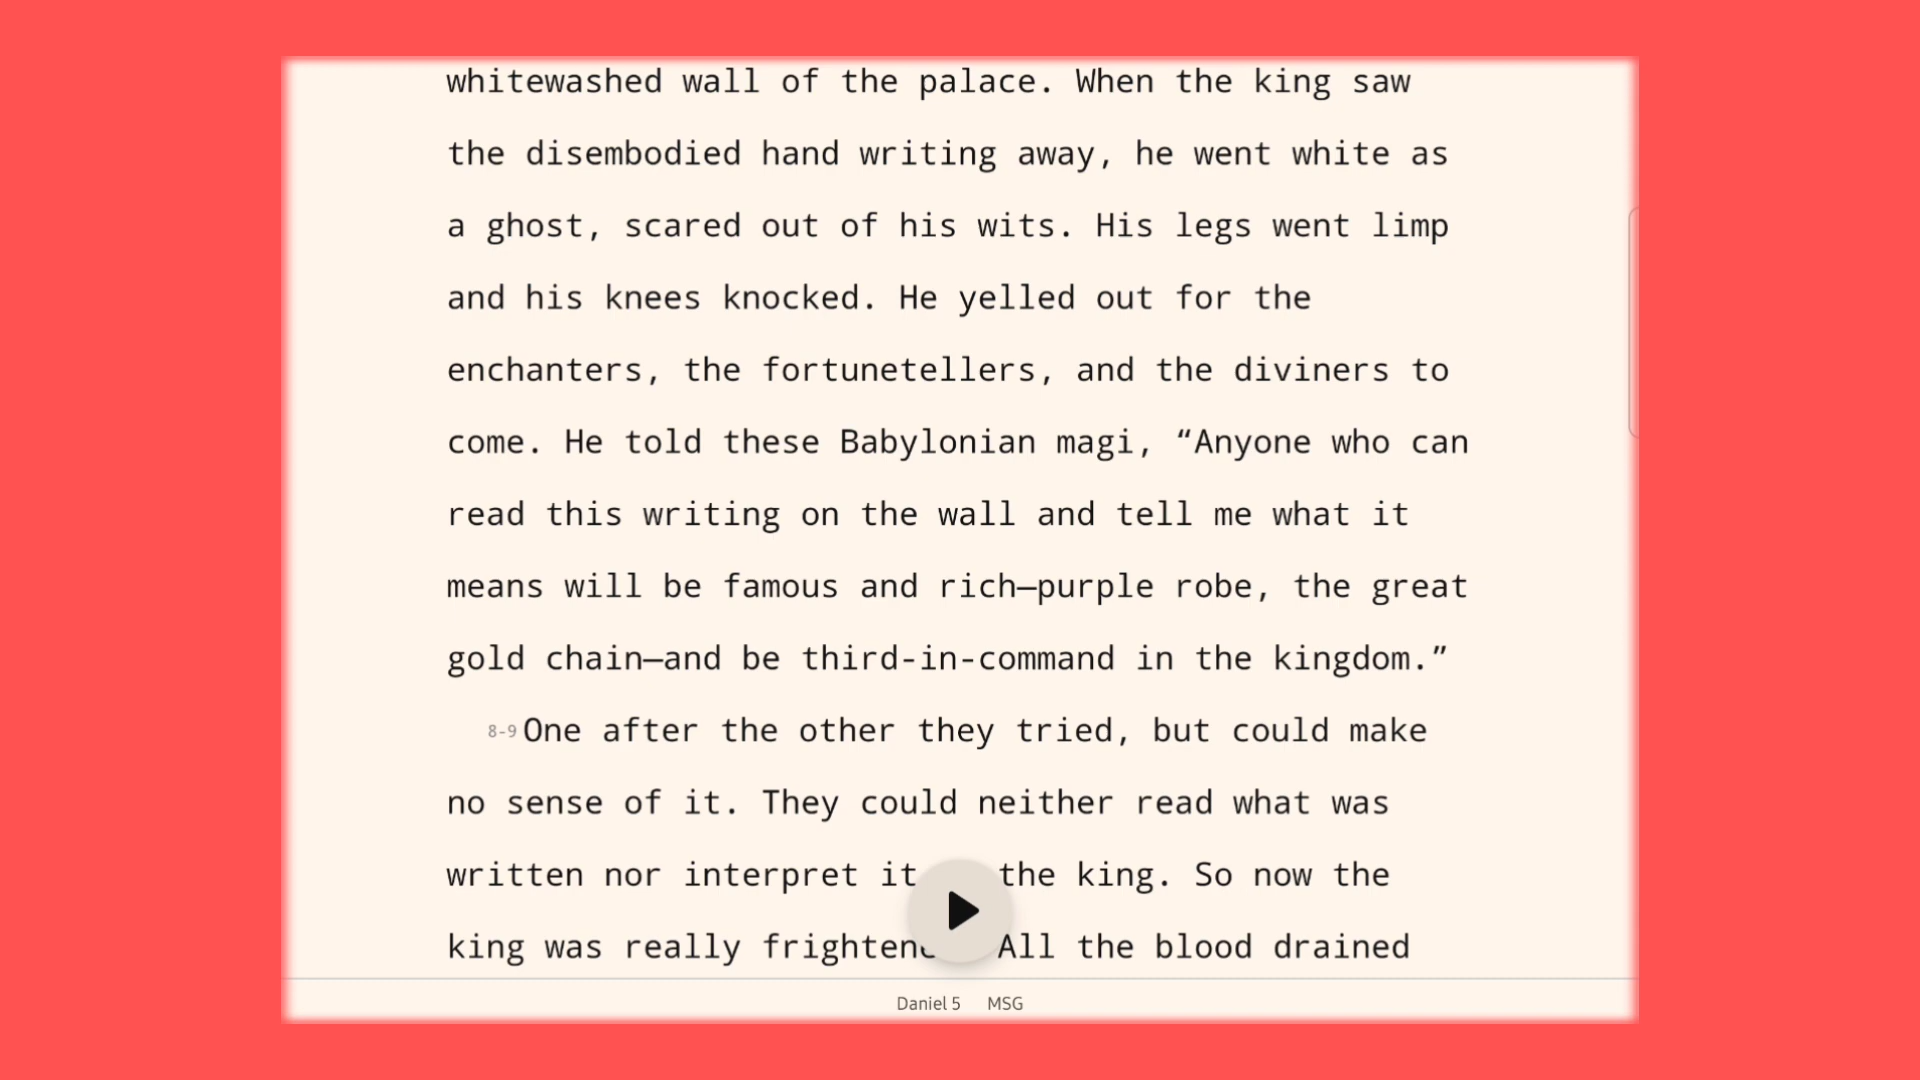 whitewashed wall of the palace. When the king saw
the disembodied hand writing away, he went white as
a ghost, scared out of his wits. His legs went limp
and his knees knocked. He yelled out for the
enchanters, the fortunetellers, and the diviners to
come. He told these Babylonian magi, “Anyone who can
read this writing on the wall and tell me what it
means will be famous and rich—purple robe, the great
gold chain—and be third-in-command in the kingdom.”
8-9 One after the other they tried, but could make
no sense of it. They could neither read what was
written nor interpret it the king. So now the
king was really All the blood drained
Daniel 5 MSG